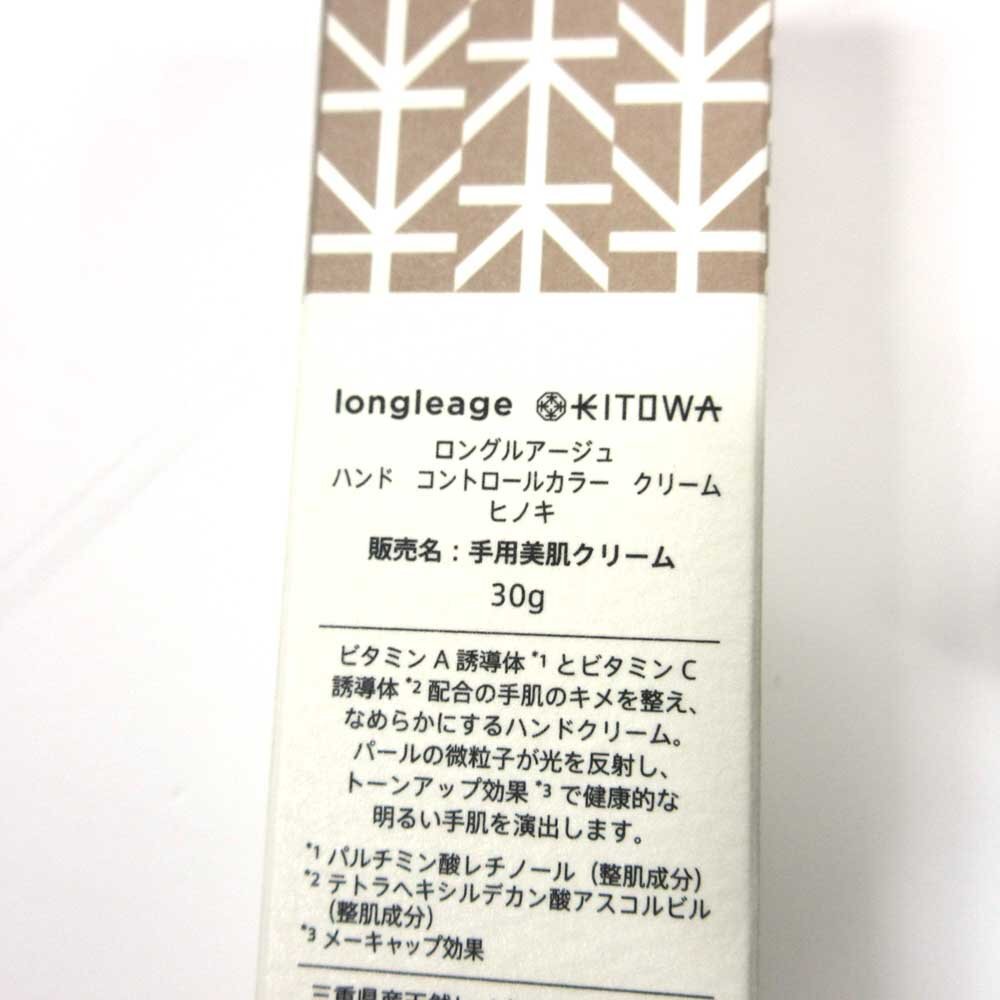 longleage KITOWA
ロングルアージュ
ハンド コントロールカラー クリーム
ヒノキ
販売名：手用美肌クリーム
30g
ビタミン A 誘導体 *1 とビタミン C
誘導体 *2 配合の手肌のキメを整え、
なめらかにするハンドクリーム。
パールの微粒子が光を反射し、
トーンアップ効果 *3 で健康的な
明るい手肌を演出します。
*1 パルチミン酸レチノール（整肌成分）
*2 テトラヘキシルデカン酸アスコルビル
(整肌成分)
*3 メーキャップ効果
三重県産天然